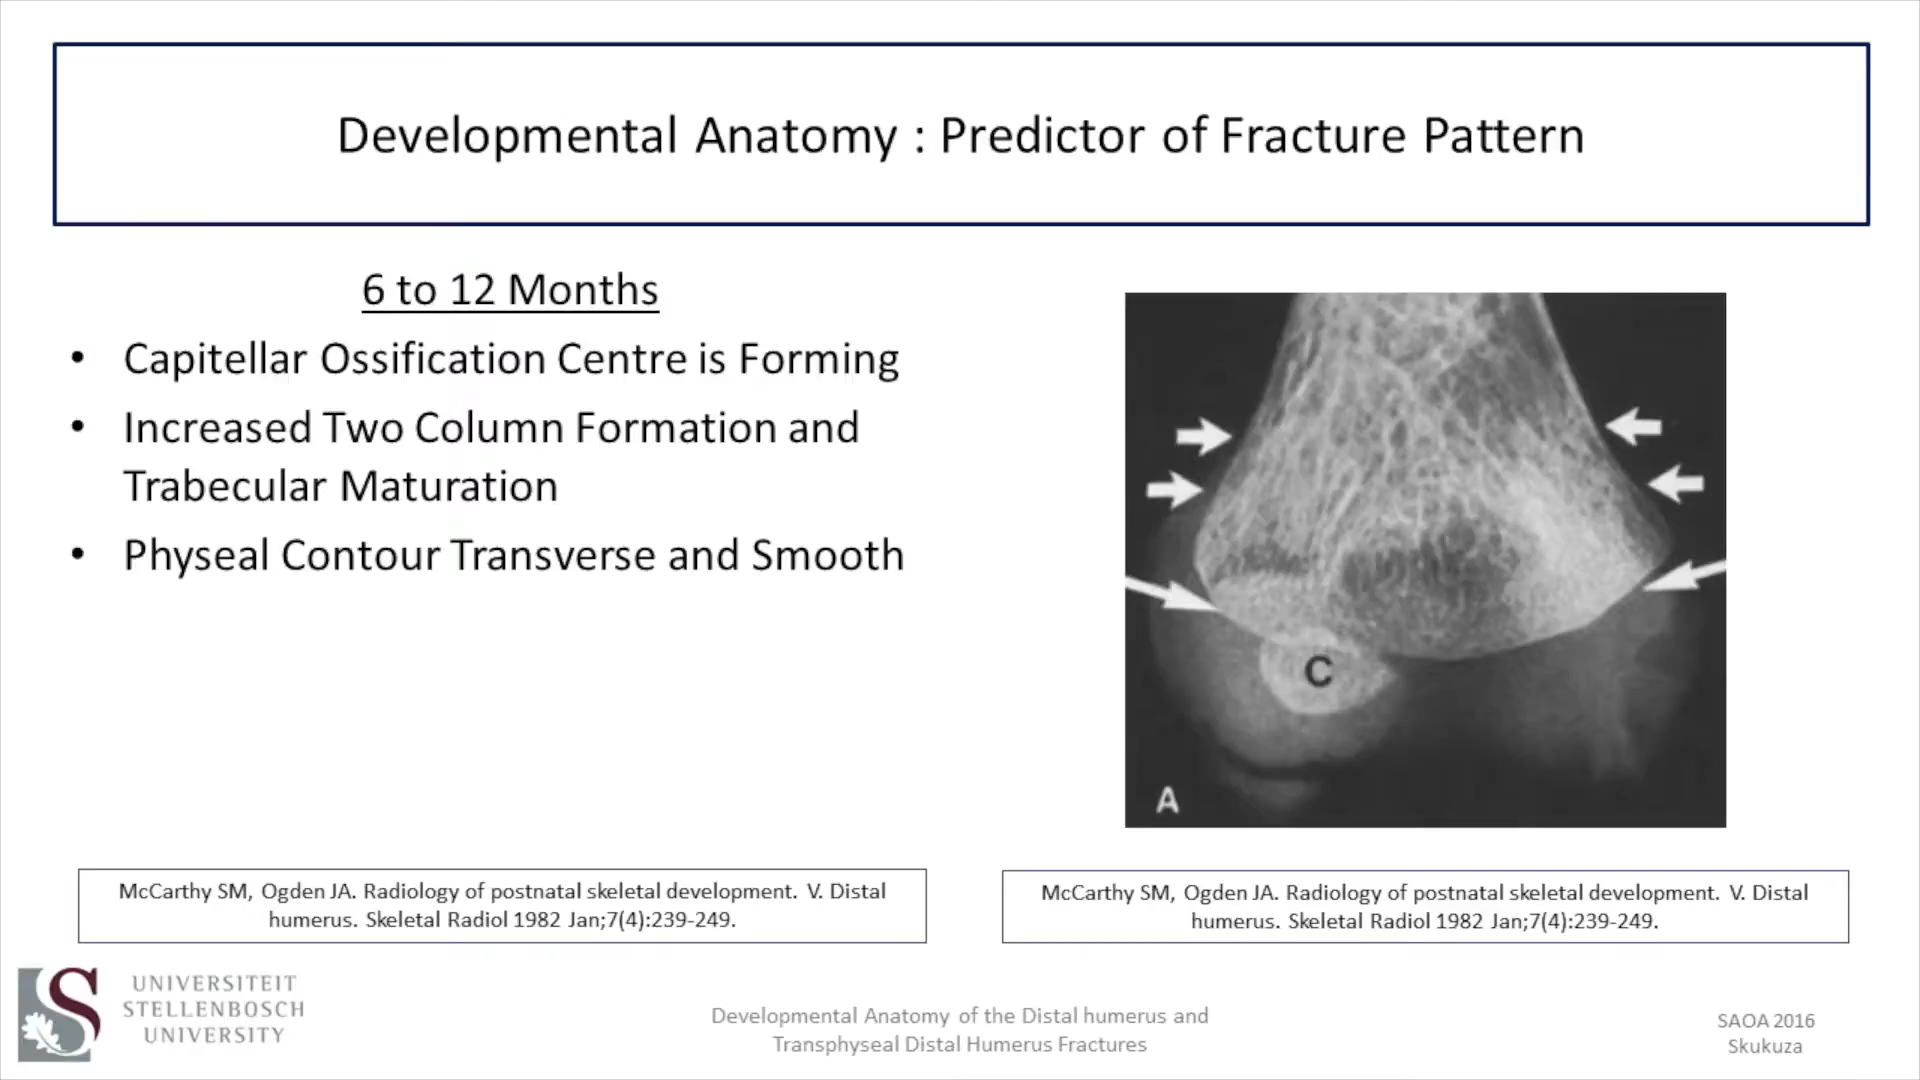 Developmental Anatomy : Predictor of Fracture Pattern
6 to 12 Months
• Capitellar Ossification Centre is Forming
• Increased Two Column Formation and
Trabecular Maturation
• Physeal Contour Transverse and Smooth
C
A
McCarthy SM, Ogden JA. Radiology of postnatal skeletal development. V. Distal
humerus. Skeletal Radiol 1982 Jan;7(4):239-249.
McCarthy SM, Ogden JA. Radiology of postnatal skeletal development. V. Distal
humerus. Skeletal Radiol 1982 Jan;7(4):239-249.
S
UNIVERSITEIT
STELLENBOSCH
UNIVERSITY
Developmental Anatomy of the Distal humerus and
Transphyseal Distal Humerus Fractures
SAOA 2016
Skukuza